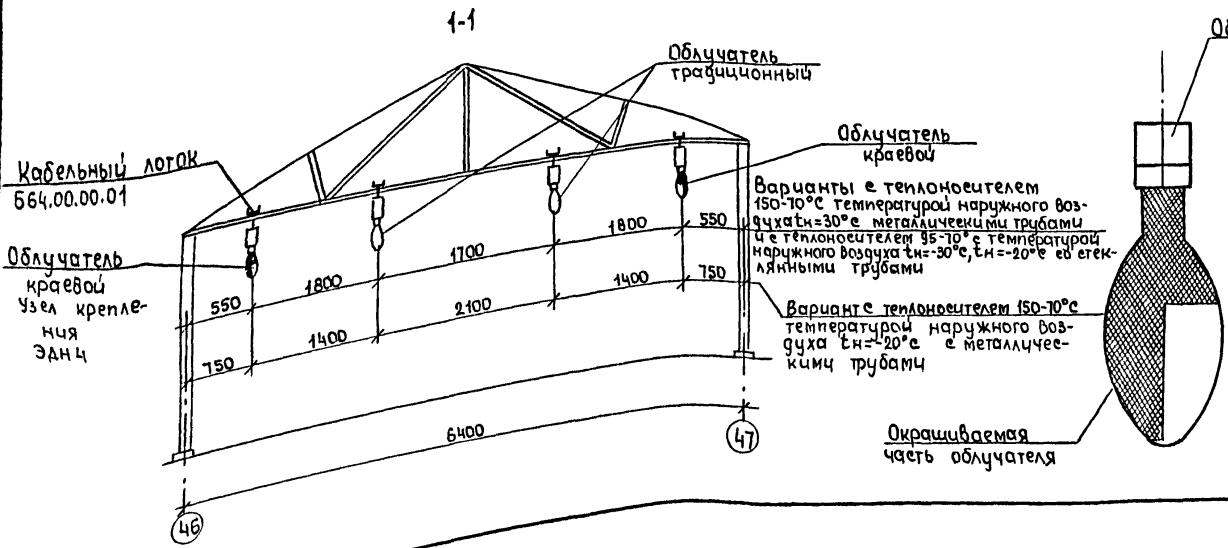 1-1
Облучатель
традиционный
Кабельный лоток
Б64.00.00.01
Облучатель
краевой
Узел крепле-
ния
ЭДН4
Облучатель
краевой
Варианты с теплоносителем
150-70°С температурой наружного воз-
духа tн=30°с металлическими трубами
и с теплоносителем 95-70°с температурой
наружного воздуха tн=-30°с, tн=-20°с со стек-
лянными трубами
Вариант с теплоносителем 150-70°С
температурой наружного воз-
духа tн=-20°с с металличес-
кими трубами
550
1800
1700
1800
550
750
1400
2100
1400
750
6400
46
47
Окрашиваемая
часть облучателя